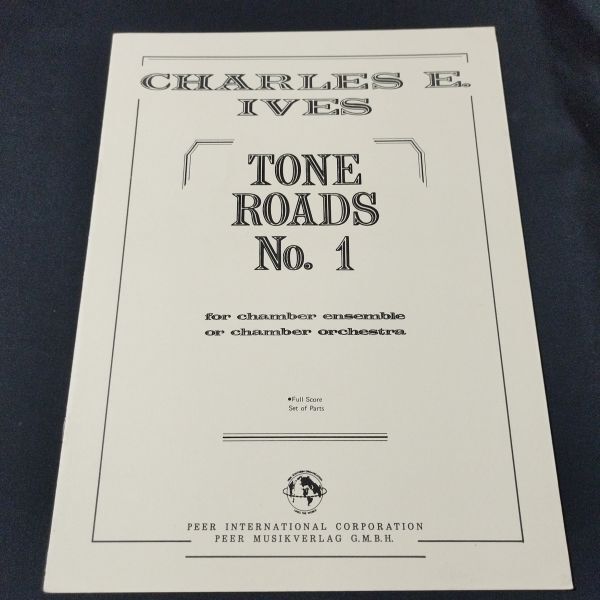 CHARLES E.
IVES
TONE
ROADS
No. 1
for chamber ensemble
or chamber orchestra
•Full Score
Set of Parts
PEER INTERNATIONAL CORPORATION
PEER MUSIKVERLAG G.M.B.H.